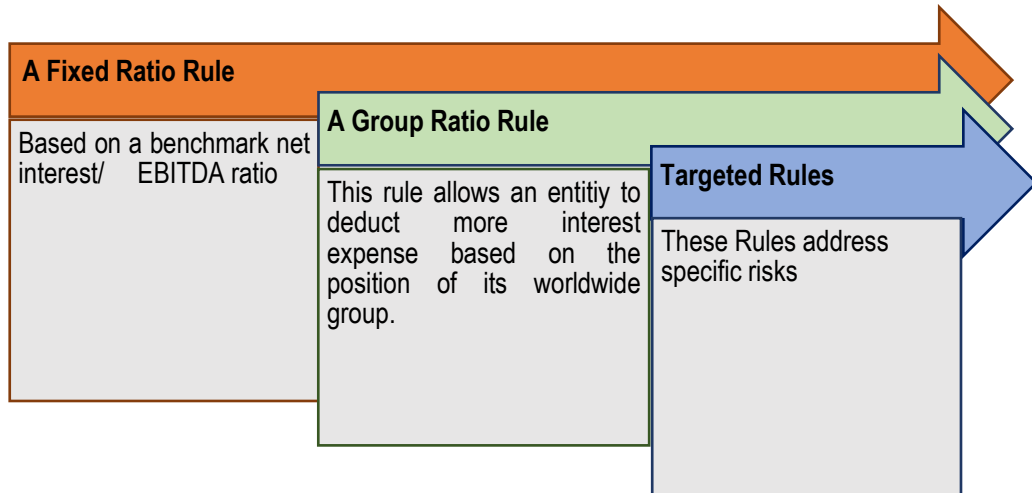 A Fixed Ratio Rule
Based on a benchmark net
interest/ EBITDA ratio
A Group Ratio Rule
This rule allows an entitiy to
deduct more interest
expense based on the
position of its worldwide
group.
Targeted Rules
These Rules address
specific risks